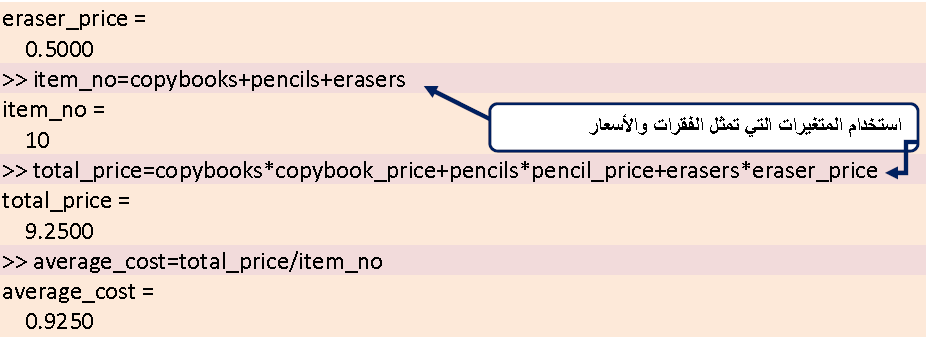 eraser_price =
0.5000
>> item_no=copybooks+pencils+erasers
item_no =
10
استخدام المتغيرات التي تمثل الفقرات والأسعار
>> total_price=copybooks*copybook_price+pencils*pencil_price+erasers*eraser_price
total_price =
9.2500
>> average_cost=total_price/item_no
average_cost =
0.9250